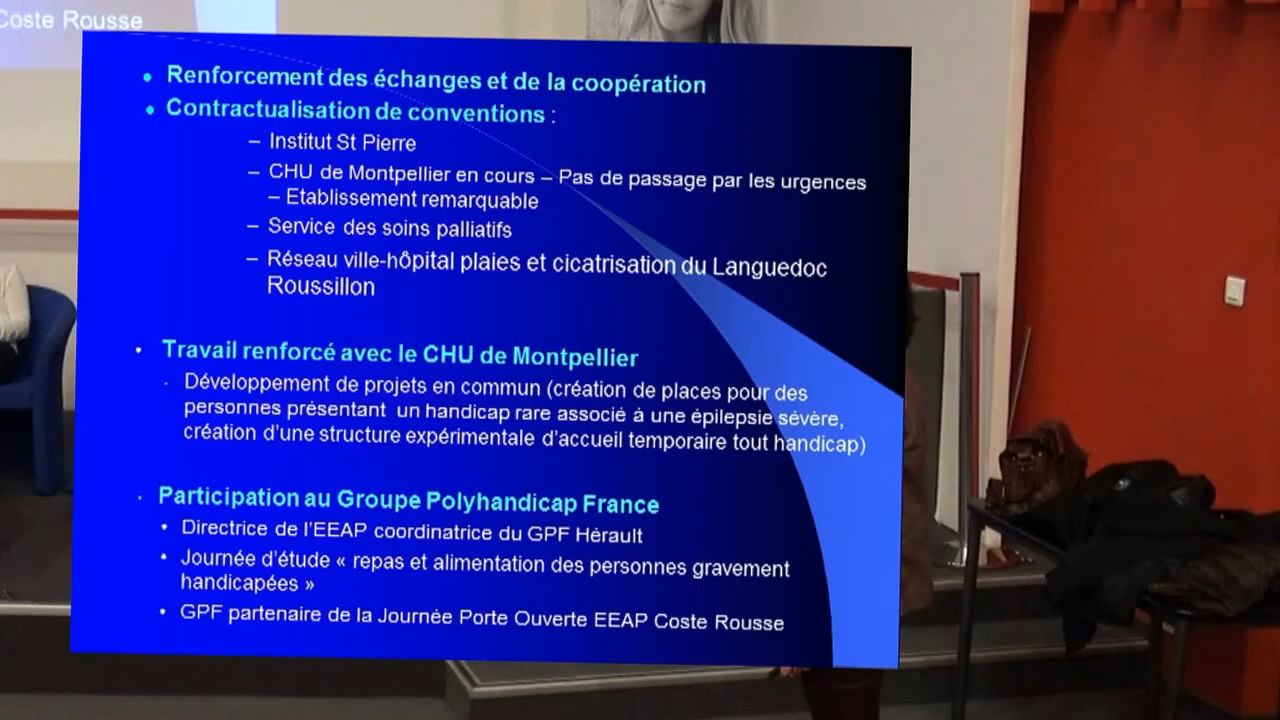 Coste Rousse
• Renforcement des échanges et de la coopération
• Contractualisation de conventions :
– Institut St Pierre
– CHU de Montpellier en cours – Pas de passage par les urgences
– Etablissement remarquable
– Service des soins palliatifs
– Réseau ville-hôpital plaies et cicatrisation du Languedoc
Roussillon
• Travail renforcé avec le CHU de Montpellier
· Développement de projets en commun (création de places pour des
personnes présentant un handicap rare associé à une épilepsie sévère,
création d'une structure expérimentale d'accueil temporaire tout handicap)
· Participation au Groupe Polyhandicap France
• Directrice de l'EEAP coordinatrice du GPF Hérault
• Journée d'étude « repas et alimentation des personnes gravement
handicapées »
• GPF partenaire de la Journée Porte Ouverte EEAP Coste Rousse